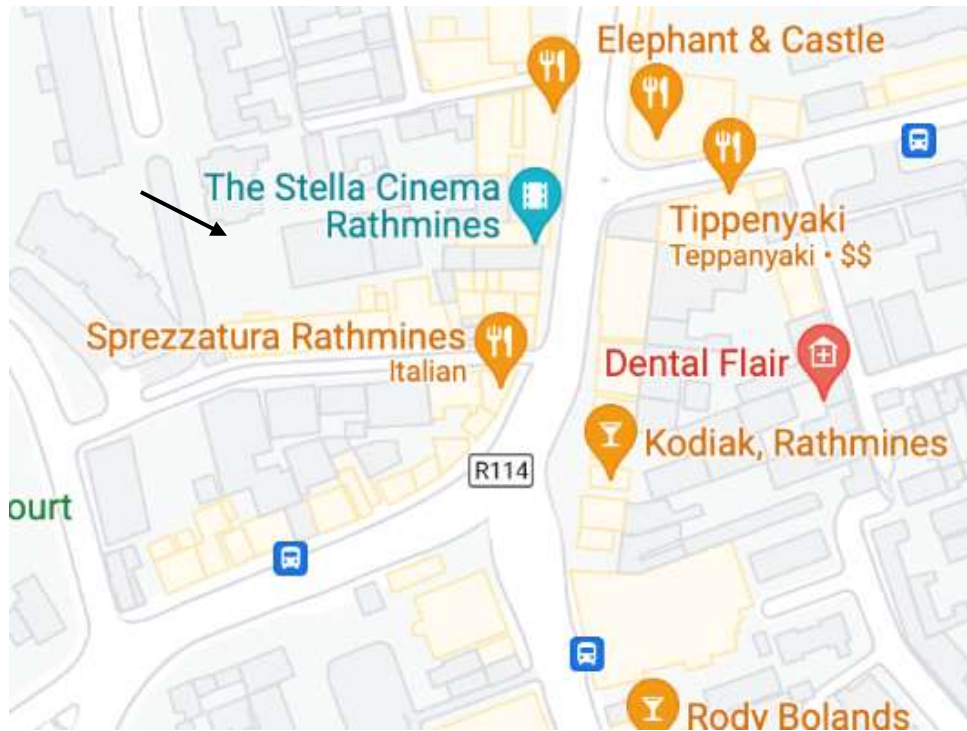 Elephant & Castle
The Stella Cinema
Rathmines
Tippenyaki
Teppanyaki • $$
Sprezzatura Rathmines
Italian
Dental Flair
Kodiak, Rathmines
R114
ourt
Rody Bolands